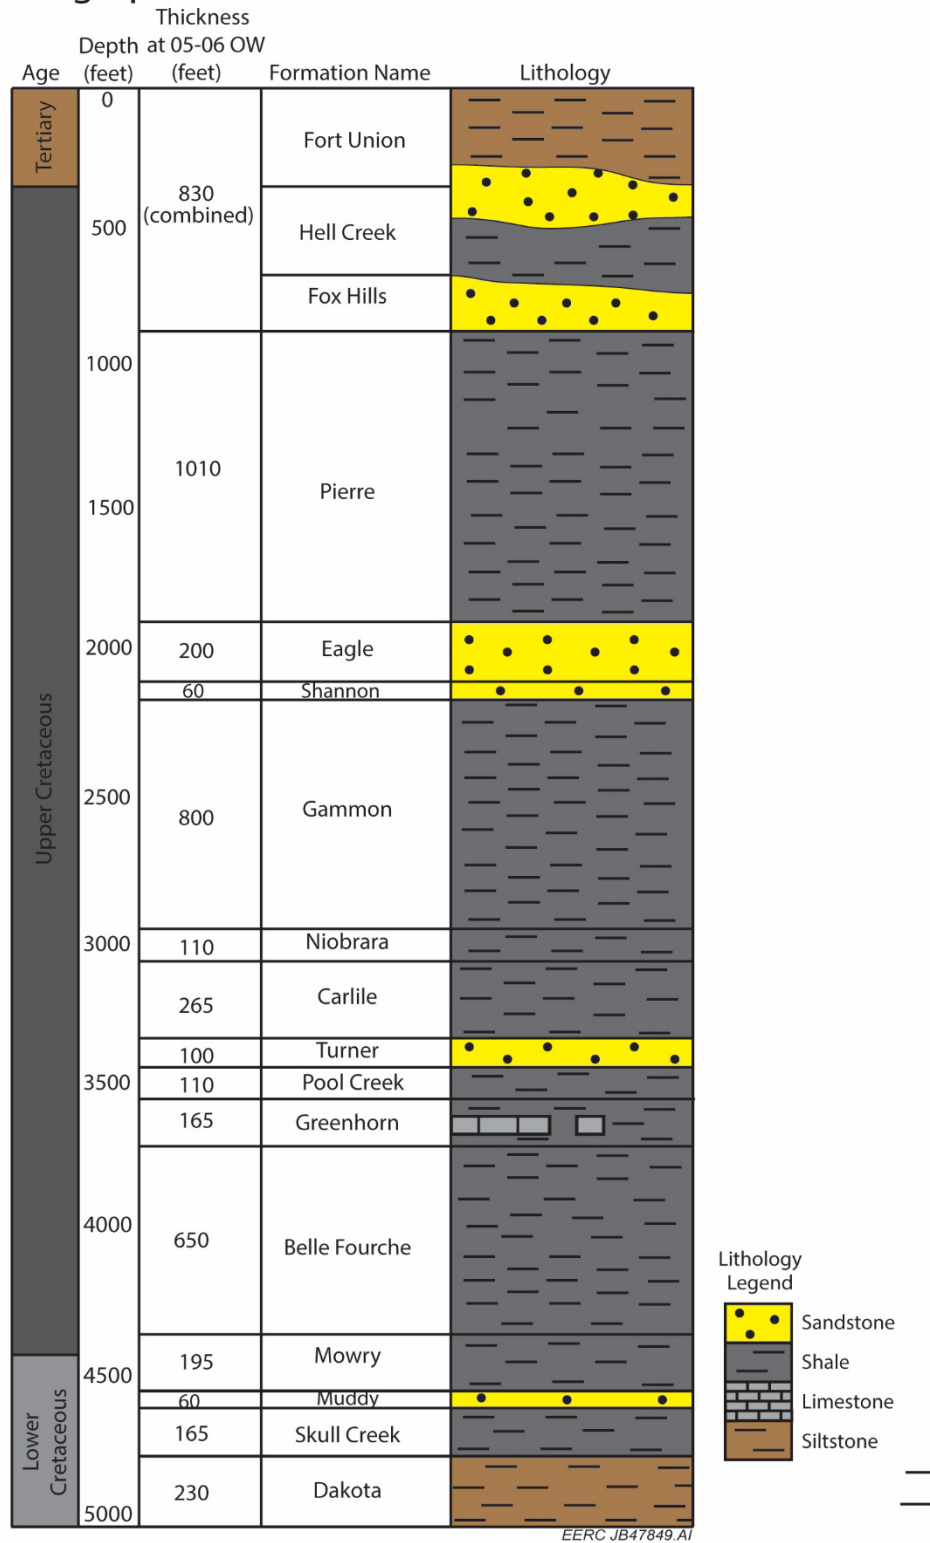 Thickness
Depth at 05-06 OW
Age (feet) (feet) Formation Name Lithology
Tertiary
Upper Cretaceous
Lower
Cretaceous
0
500
1000
1500
2000
2500
3000
3500
4000
4500
5000
830
(combined)
1010
200
60
800
110
265
100
110
165
650
195
60
165
230
Fort Union
Hell Creek
Fox Hills
Pierre
Eagle
Shannon
Gammon
Niobrara
Carlile
Turner
Pool Creek
Greenhorn
Belle Fourche
Mowry
Muddy
Skull Creek
Dakota
Lithology
Legend
Sandstone
Shale
Limestone
Siltstone
EERC JB47849.AI